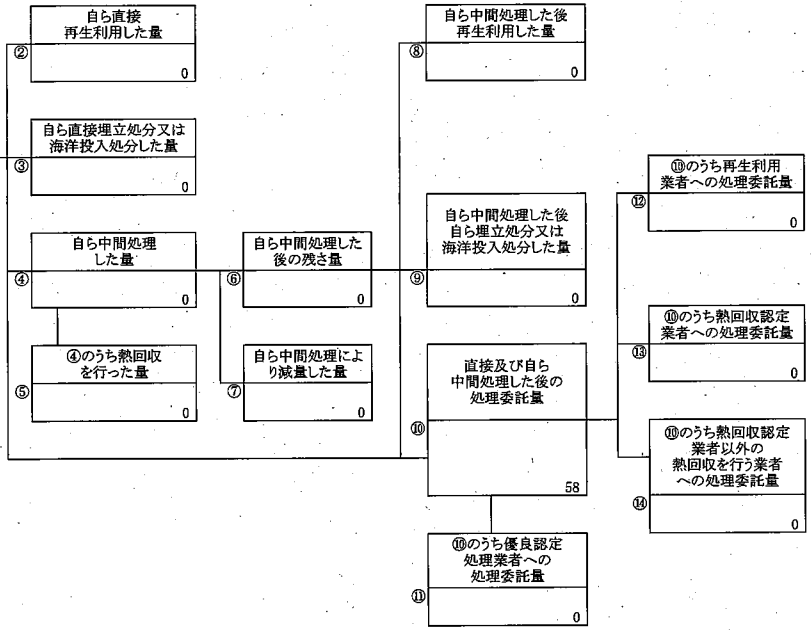 自ら直接
再生利用した量
②
0
自ら直接埋立処分又は
海洋投入処分した量
③
0
自ら中間処理
した量
④
0
④のうち熱回収
を行った量
⑤
0
自ら中間処理した
後の残さ量
⑥
0
自ら中間処理によ
り減量した量
⑦
0
自ら中間処理した後
再生利用した量
⑧
0
自ら中間処理した後
自ら埋立処分又は
海洋投入処分した量
⑨
0
直接及び自ら
中間処理した後の
処理委託量
⑩
58
⑩のうち優良認定
処理業者への
処理委託量
⑪
0
⑩のうち再生利用
業者への処理委託量
⑫
0
⑩のうち熱回収認定
業者への処理委託量
⑬
0
⑩のうち熱回収認定
業者以外の
熱回収を行う業者
への処理委託量
⑭
0